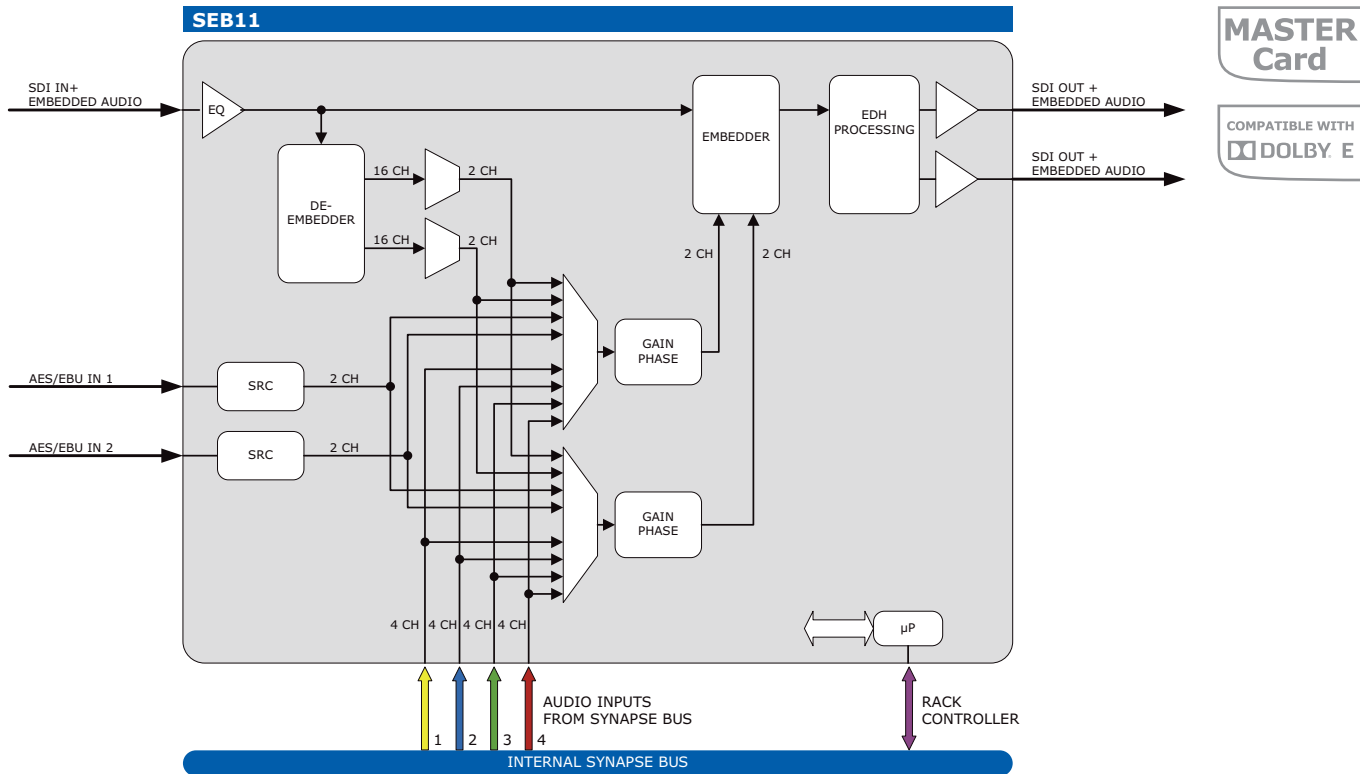 SEB11
MASTER
Card
COMPATIBLE WITH
DOLBY E
SDI IN+
EMBEDDED AUDIO
EQ
EMBEDDER
EDH
PROCESSING
SDI OUT +
EMBEDDED AUDIO
SDI OUT +
EMBEDDED AUDIO
DE-
EMBEDDER
16 CH
2 CH
16 CH
2 CH
2 CH
2 CH
GAIN
PHASE
AES/EBU IN 1
SRC
2 CH
AES/EBU IN 2
SRC
2 CH
GAIN
PHASE
4 CH
4 CH
4 CH
4 CH
µP
1
2
3
4
AUDIO INPUTS
FROM SYNAPSE BUS
RACK
CONTROLLER
INTERNAL SYNAPSE BUS